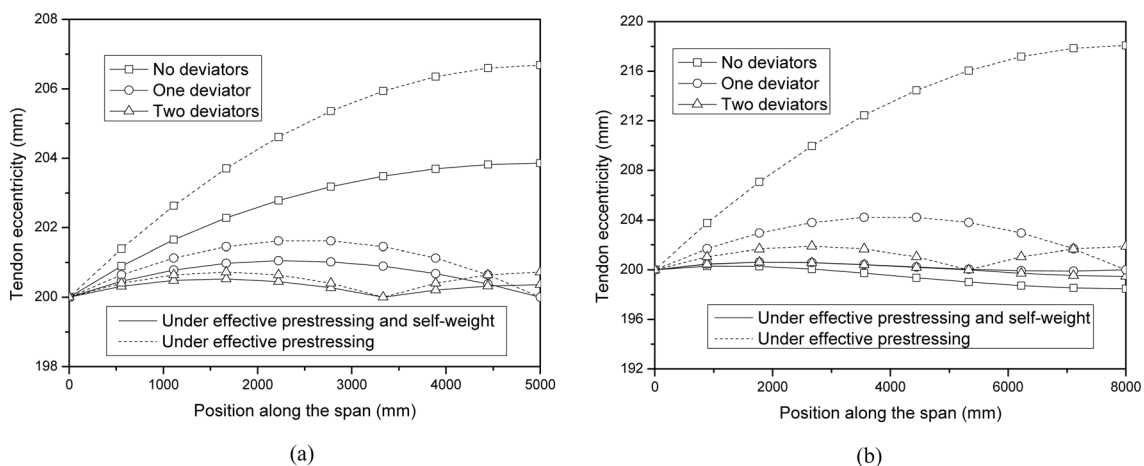 208
206
204
202
200
198
Tendon eccentricity (mm)
No deviators
One deviator
Two deviators
Under effective prestressing and self-weight
Under effective prestressing
0 1000 2000 3000 4000 5000
Position along the span (mm)
(a)
220
216
212
208
204
200
196
192
Tendon eccentricity (mm)
No deviators
One deviator
Two deviators
Under effective prestressing and self-weight
Under effective prestressing
0 2000 4000 6000 8000
Position along the span (mm)
(b)